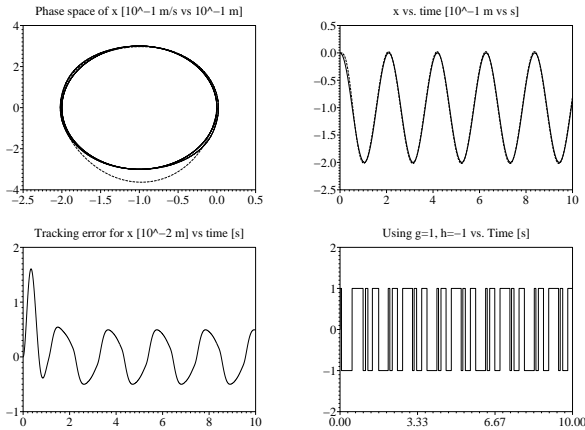 Phase space of x [10^−1 m/s vs 10^−1 m]
4
2
0
−2
−4
−2.5 −2.0 −1.5 −1.0 −0.5 0.0 0.5
x vs. time [10^−1 m vs s]
0.5
0.0
−0.5
−1.0
−1.5
−2.0
−2.5
0 2 4 6 8 10
Tracking error for x [10^−2 m] vs time [s]
2
1
0
−1
0 2 4 6 8 10
Using g=1, h=−1 vs. Time [s]
2
1
0
−1
−2
0.00 3.33 6.67 10.00